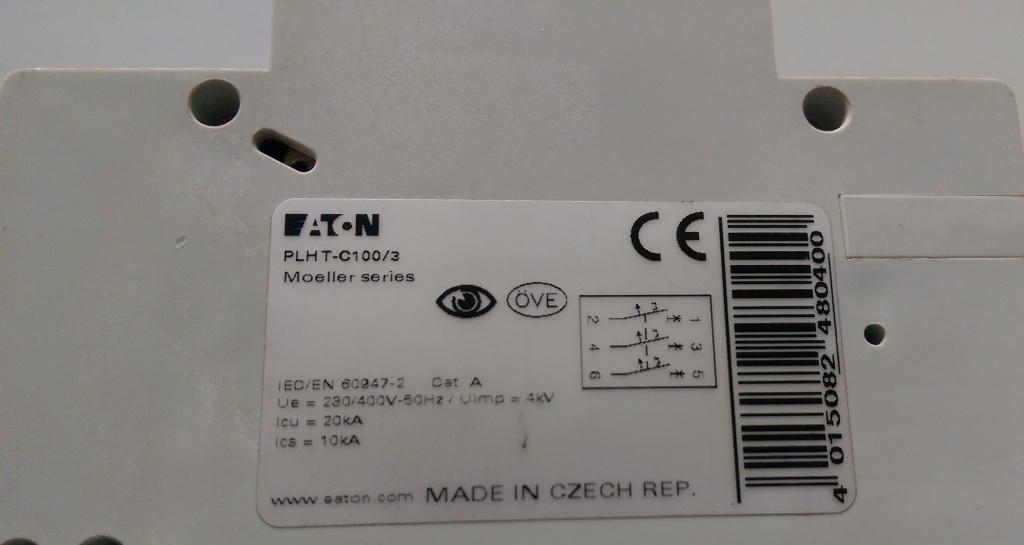 EATON
PLHT-C100/3
Moeller series
CE
ÖVE
2 1
4 3
6 5
IEC/EN 60947-2 Cat. A
Ue = 230/400V-50Hz / Uimp = 4kV
Icu = 20kA
Ics = 10kA
www.eaton.com MADE IN CZECH REP.
4 015082 480400